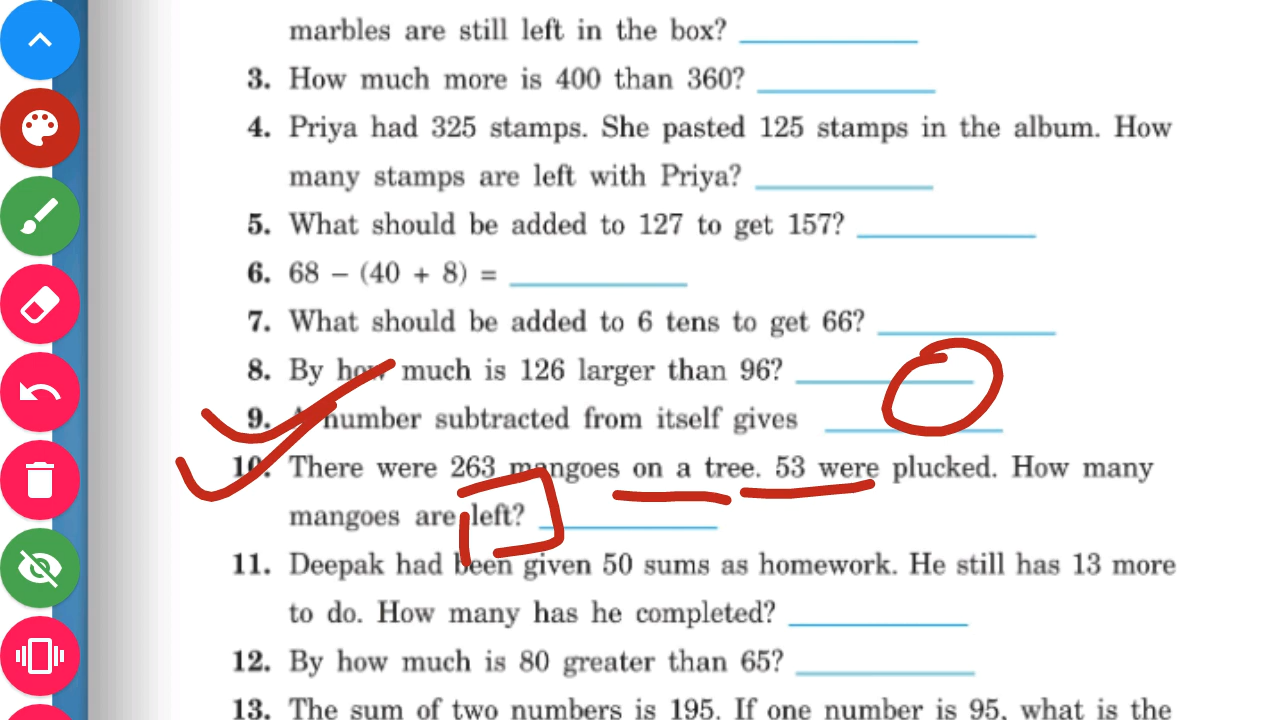 marbles are still left in the box?
3. How much more is 400 than 360?
4. Priya had 325 stamps. She pasted 125 stamps in the album. How
many stamps are left with Priya?
5. What should be added to 127 to get 157?
6. 68 – (40 + 8) =
7. What should be added to 6 tens to get 66?
8. By how much is 126 larger than 96?
9. A number subtracted from itself gives
10. There were 263 mangoes on a tree. 53 were plucked. How many
mangoes are left?
11. Deepak had been given 50 sums as homework. He still has 13 more
to do. How many has he completed?
12. By how much is 80 greater than 65?
13. The sum of two numbers is 195. If one number is 95, what is the